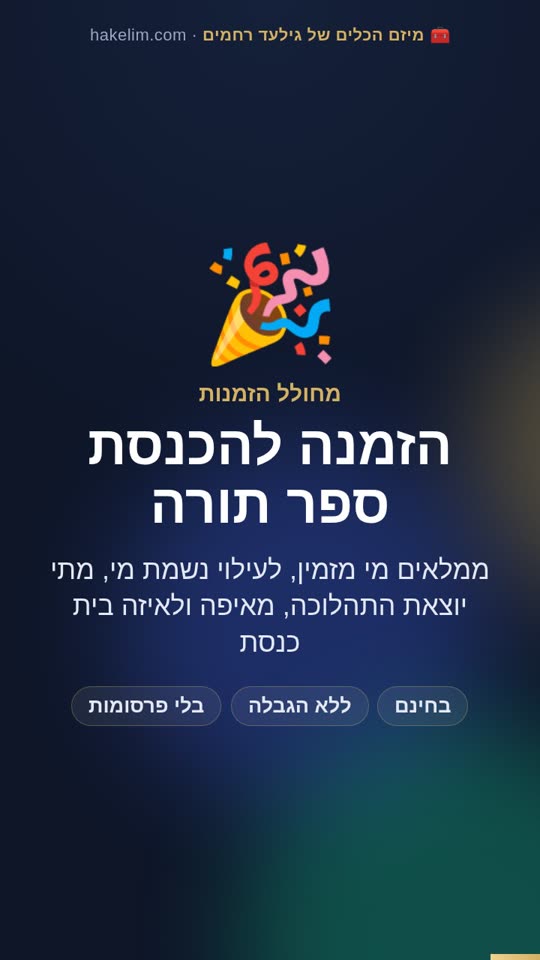 🧰 מיזם הכלים של גילעד רחמים · hakelim.com
מחולל הזמנות
הזמנה להכנסת
ספר תורה
ממלאים מי מזמין, לעילוי נשמת מי, מתי
יוצאת התהלוכה, מאיפה ולאיזה בית
כנסת
בחינם
ללא הגבלה
בלי פרסומות